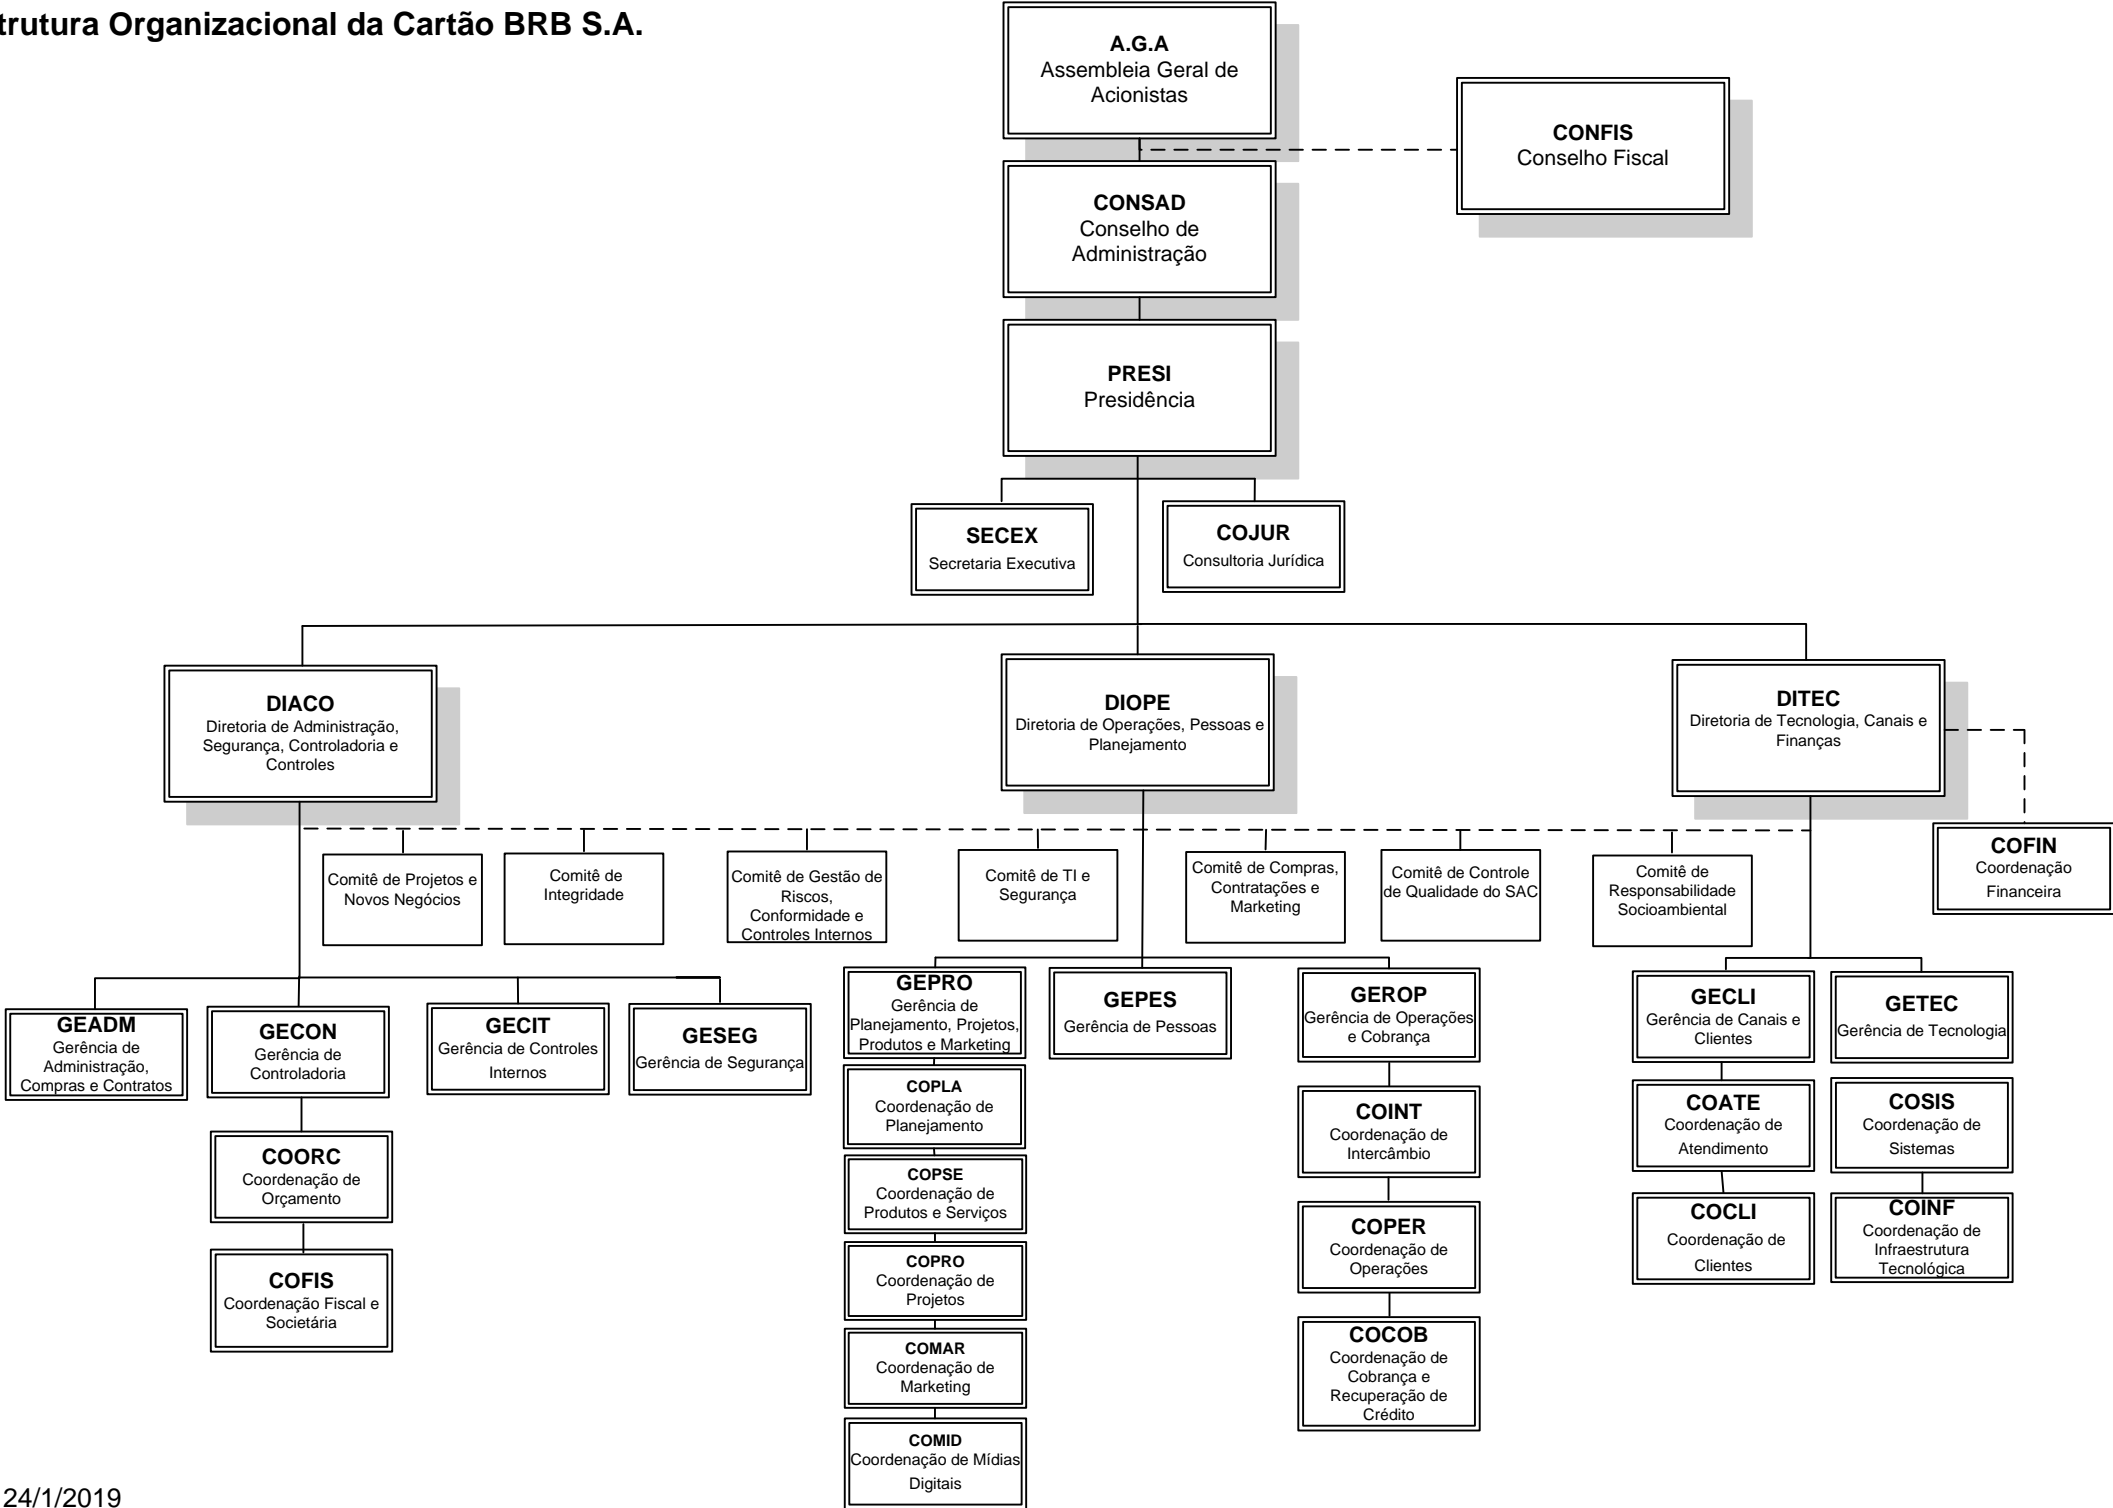 trutura Organizacional da Cartão BRB S.A.
A.G.A
Assembleia Geral de
Acionistas
CONFIS
Conselho Fiscal
CONSAD
Conselho de
Administração
PRESI
Presidência
SECEX
Secretaria Executiva
COJUR
Consultoria Jurídica
DIACO
Diretoria de Administração,
Segurança, Controladoria e
Controles
DIOPE
Diretoria de Operações, Pessoas e
Planejamento
DITEC
Diretoria de Tecnologia, Canais e
Finanças
COFIN
Coordenação
Financeira
Comitê de Projetos e
Novos Negócios
Comitê de
Integridade
Comitê de Gestão de
Riscos,
Conformidade e
Controles Internos
Comitê de TI e
Segurança
Comitê de Compras,
Contratações e
Marketing
Comitê de Controle
de Qualidade do SAC
Comitê de
Responsabilidade
Socioambiental
GEADM
Gerência de
Administração,
Compras e Contratos
GECON
Gerência de
Controladoria
GECIT
Gerência de Controles
Internos
GESEG
Gerência de Segurança
COORC
Coordenação de
Orçamento
COFIS
Coordenação Fiscal e
Societária
GEPRO
Gerência de
Planejamento, Projetos,
Produtos e Marketing
COPLA
Coordenação de
Planejamento
COPSE
Coordenação de
Produtos e Serviços
COPRO
Coordenação de
Projetos
COMAR
Coordenação de
Marketing
COMID
Coordenação de Mídias
Digitais
GEPES
Gerência de Pessoas
GEROP
Gerência de Operações
e Cobrança
COINT
Coordenação de
Intercâmbio
COPER
Coordenação de
Operações
COCOB
Coordenação de
Cobrança e
Recuperação de
Crédito
GECLI
Gerência de Canais e
Clientes
COATE
Coordenação de
Atendimento
COCLI
Coordenação de
Clientes
GETEC
Gerência de Tecnologia
COSIS
Coordenação de
Sistemas
COINF
Coordenação de
Infraestrutura
Tecnológica
24/1/2019